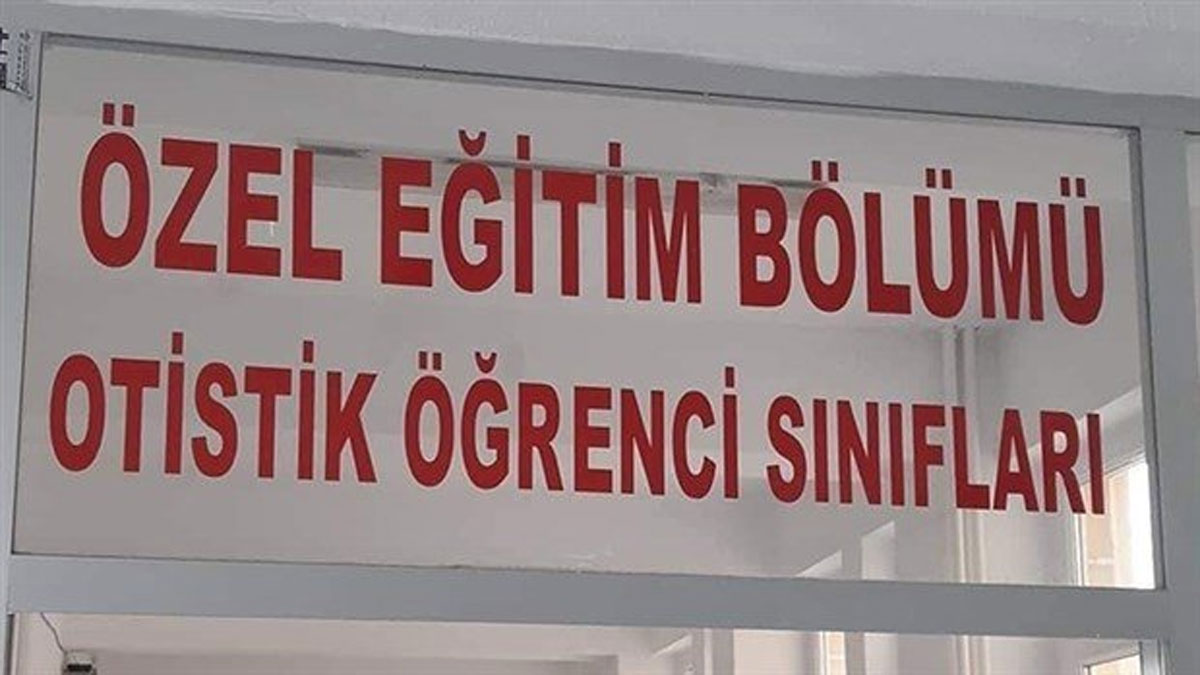 ÖZEL EĞİTİM BÖLÜMÜ
OTİSTİK ÖĞRENCİ SINIFLARI